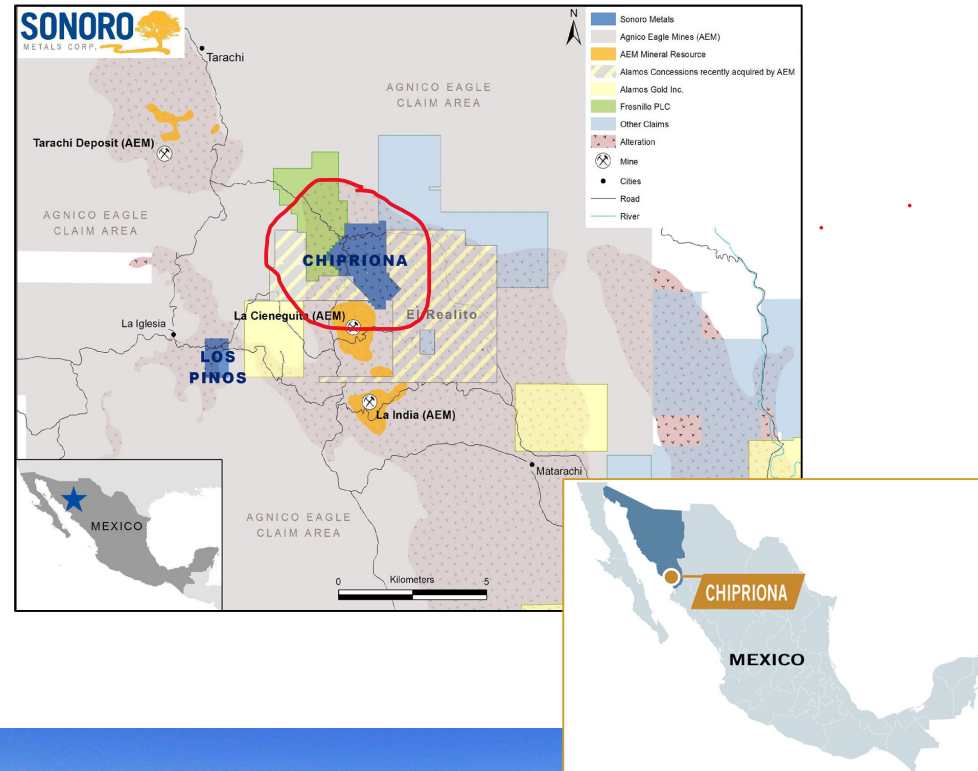 SONORO
METALS CORP.
Tarachi
AGNICO EAGLE
CLAIM AREA
N
Sonoro Metals
Agnico Eagle Mines (AEM)
AEM Mineral Resource
Alamos Concessions recently acquired by AEM
Alamos Gold Inc.
Fresnillo PLC
Other Claims
Alteration
Mine
Cities
Road
River
Tarachi Deposit (AEM)
AGNICO EAGLE
CLAIM AREA
CHIPRIONA
La Cieneguita (AEM)
El Realito
La Iglesia
LOS
PINOS
La India (AEM)
Matarachi
MEXICO
AGNICO EAGLE
CLAIM AREA
0 Kilometers 5
CHIPRIONA
MEXICO